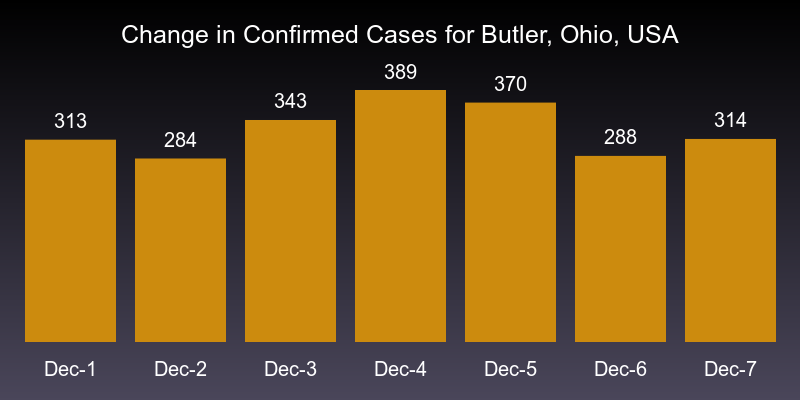 Change in Confirmed Cases for Butler, Ohio, USA
313
284
343
389
370
288
314
Dec-1
Dec-2
Dec-3
Dec-4
Dec-5
Dec-6
Dec-7